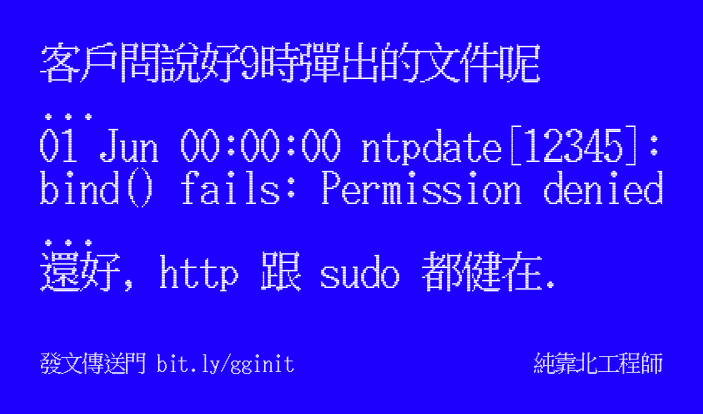 客戶問說好9時彈出的文件呢
...
01 Jun 00:00:00 ntpdate[12345]:
bind() fails: Permission denied
...
還好, http 跟 sudo 都健在.
發文傳送門 bit.ly/gginit
純靠北工程師